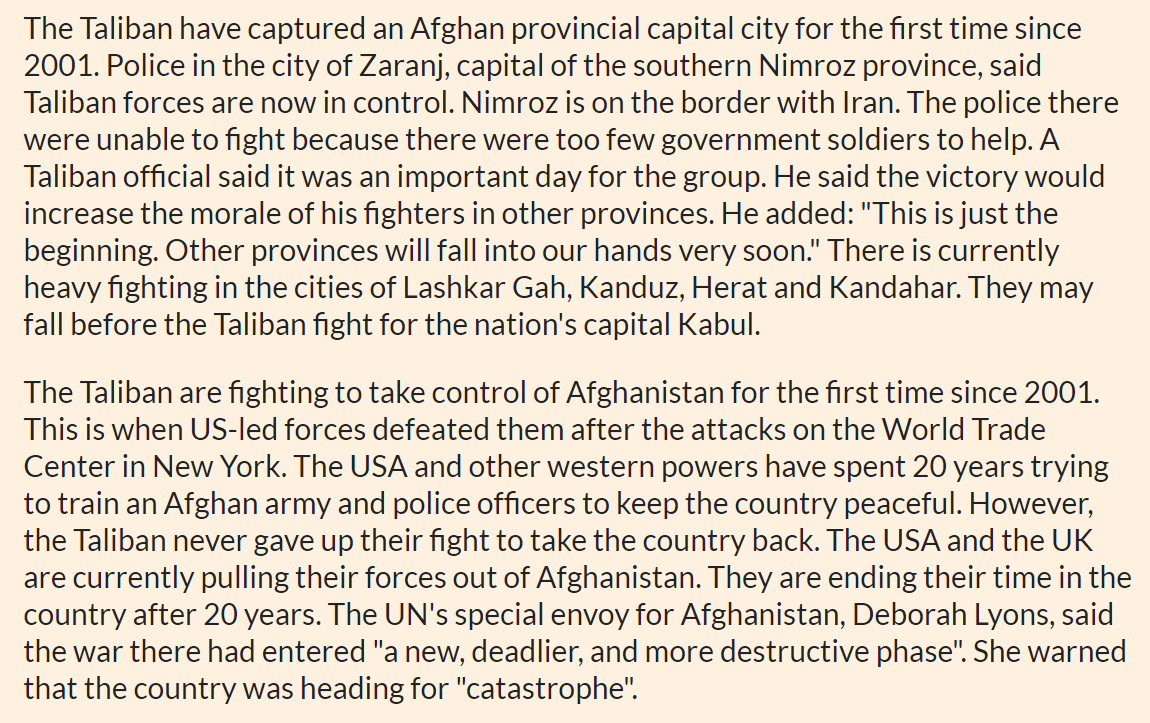 The Taliban have captured an Afghan provincial capital city for the first time since
2001. Police in the city of Zaranj, capital of the southern Nimroz province, said
Taliban forces are now in control. Nimroz is on the border with Iran. The police there
were unable to fight because there were too few government soldiers to help. A
Taliban official said it was an important day for the group. He said the victory would
increase the morale of his fighters in other provinces. He added: "This is just the
beginning. Other provinces will fall into our hands very soon." There is currently
heavy fighting in the cities of Lashkar Gah, Kanduz, Herat and Kandahar. They may
fall before the Taliban fight for the nation's capital Kabul.
The Taliban are fighting to take control of Afghanistan for the first time since 2001.
This is when US-led forces defeated them after the attacks on the World Trade
Center in New York. The USA and other western powers have spent 20 years trying
to train an Afghan army and police officers to keep the country peaceful. However,
the Taliban never gave up their fight to take the country back. The USA and the UK
are currently pulling their forces out of Afghanistan. They are ending their time in the
country after 20 years. The UN's special envoy for Afghanistan, Deborah Lyons, said
the war there had entered "a new, deadlier, and more destructive phase". She warned
that the country was heading for "catastrophe".